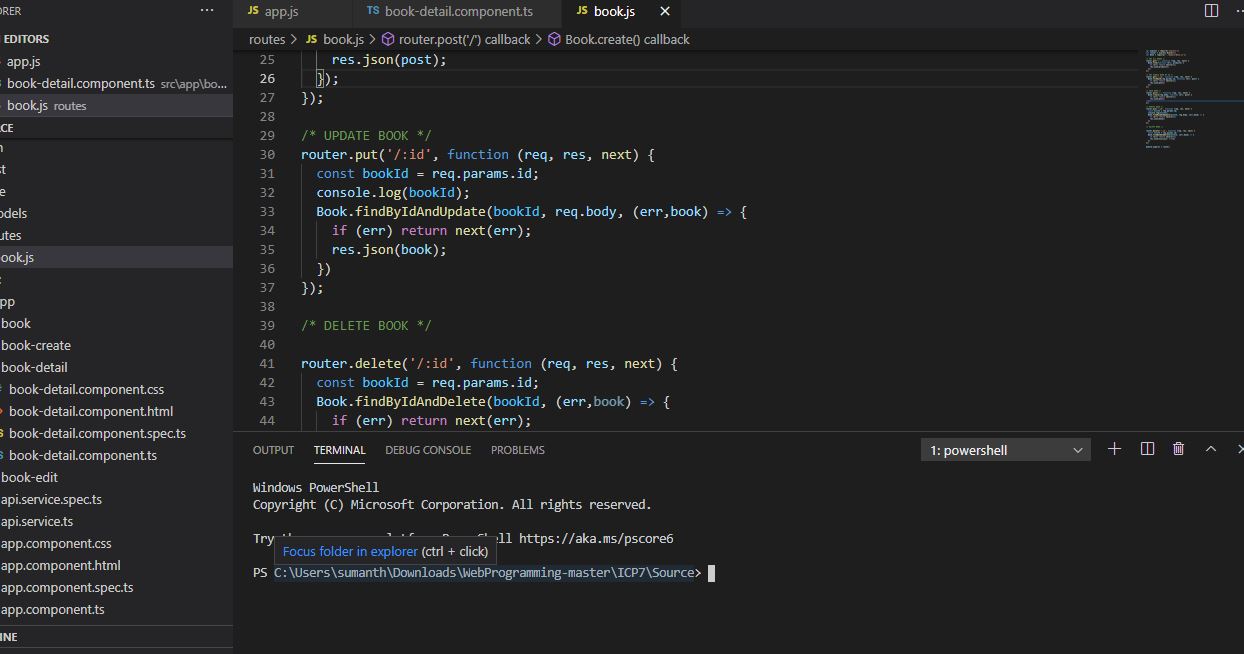 ORER ...
JS app.js
TS book-detail.component.ts
JS book.js ×
EDITORS
app.js
book-detail.component.ts src\app\bo...
book.js routes
CE
n
st
e
odels
utes
ook.js
pp
book
book-create
book-detail
book-detail.component.css
book-detail.component.html
book-detail.component.spec.ts
book-detail.component.ts
book-edit
api.service.spec.ts
api.service.ts
app.component.css
app.component.html
app.component.spec.ts
app.component.ts
INE
routes > JS book.js > router.post('/') callback > Book.create() callback
25 res.json(post);
26 });
27 });
28
29 /* UPDATE BOOK */
30 router.put('/:id', function (req, res, next) {
31 const bookId = req.params.id;
32 console.log(bookId);
33 Book.findByIdAndUpdate(bookId, req.body, (err,book) => {
34 if (err) return next(err);
35 res.json(book);
36 })
37 });
38
39 /* DELETE BOOK */
40
41 router.delete('/:id', function (req, res, next) {
42 const bookId = req.params.id;
43 Book.findByIdAndDelete(bookId, (err,book) => {
44 if (err) return next(err);
OUTPUT TERMINAL DEBUG CONSOLE PROBLEMS 1: powershell
Windows PowerShell
Copyright (C) Microsoft Corporation. All rights reserved.
Try https://aka.ms/pscore6
Focus folder in explorer (ctrl + click)
PS C:\Users\sumanth\Downloads\WebProgramming-master\ICP7\Source>